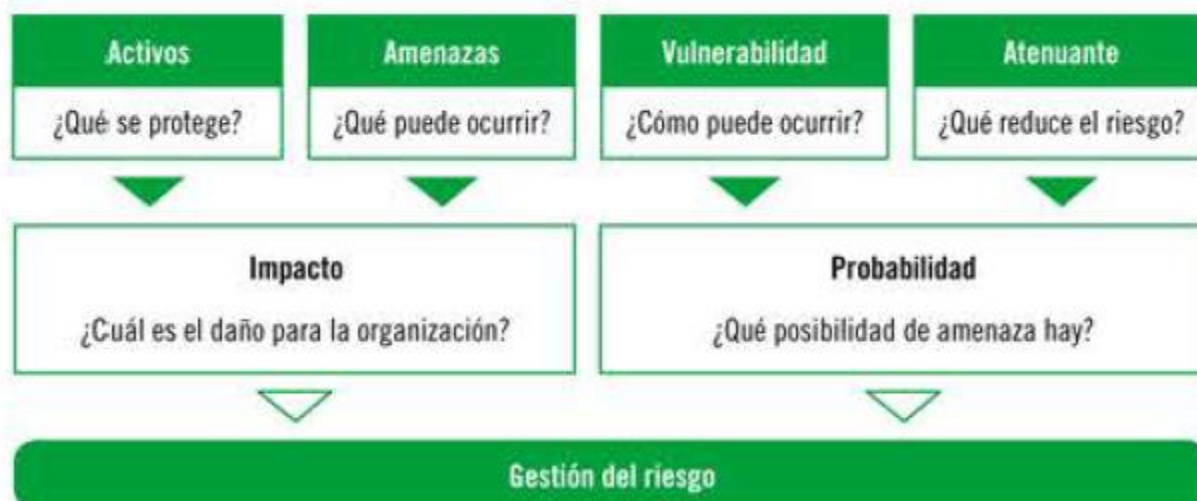 Activos
Amenazas
Vulnerabilidad
Atenuante
¿Qué se protege?
¿Qué puede ocurrir?
¿Cómo puede ocurrir?
¿Qué reduce el riesgo?
Impacto
Probabilidad
¿Cuál es el daño para la organización?
¿Qué posibilidad de amenaza hay?
Gestión del riesgo